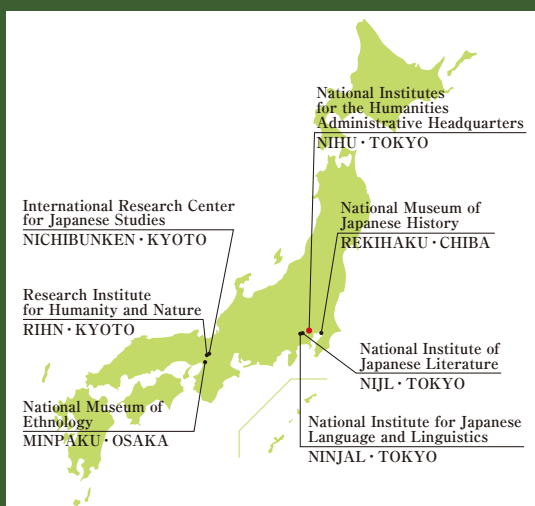 National Institutes
for the Humanities
Administrative Headquarters
NIHU・TOKYO
International Research Center
for Japanese Studies
NICHIBUNKEN・KYOTO
National Museum of
Japanese History
REKIHAKU・CHIBA
Research Institute
for Humanity and Nature
RIHN・KYOTO
National Institute of
Japanese Literature
NIJL・TOKYO
National Museum of
Ethnology
MINPAKU・OSAKA
National Institute for Japanese
Language and Linguistics
NINJAL・TOKYO